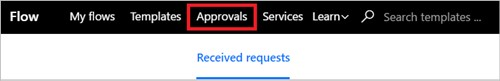 Flow My flows Templates Approvals Services Learn Search templates ...
Received requests